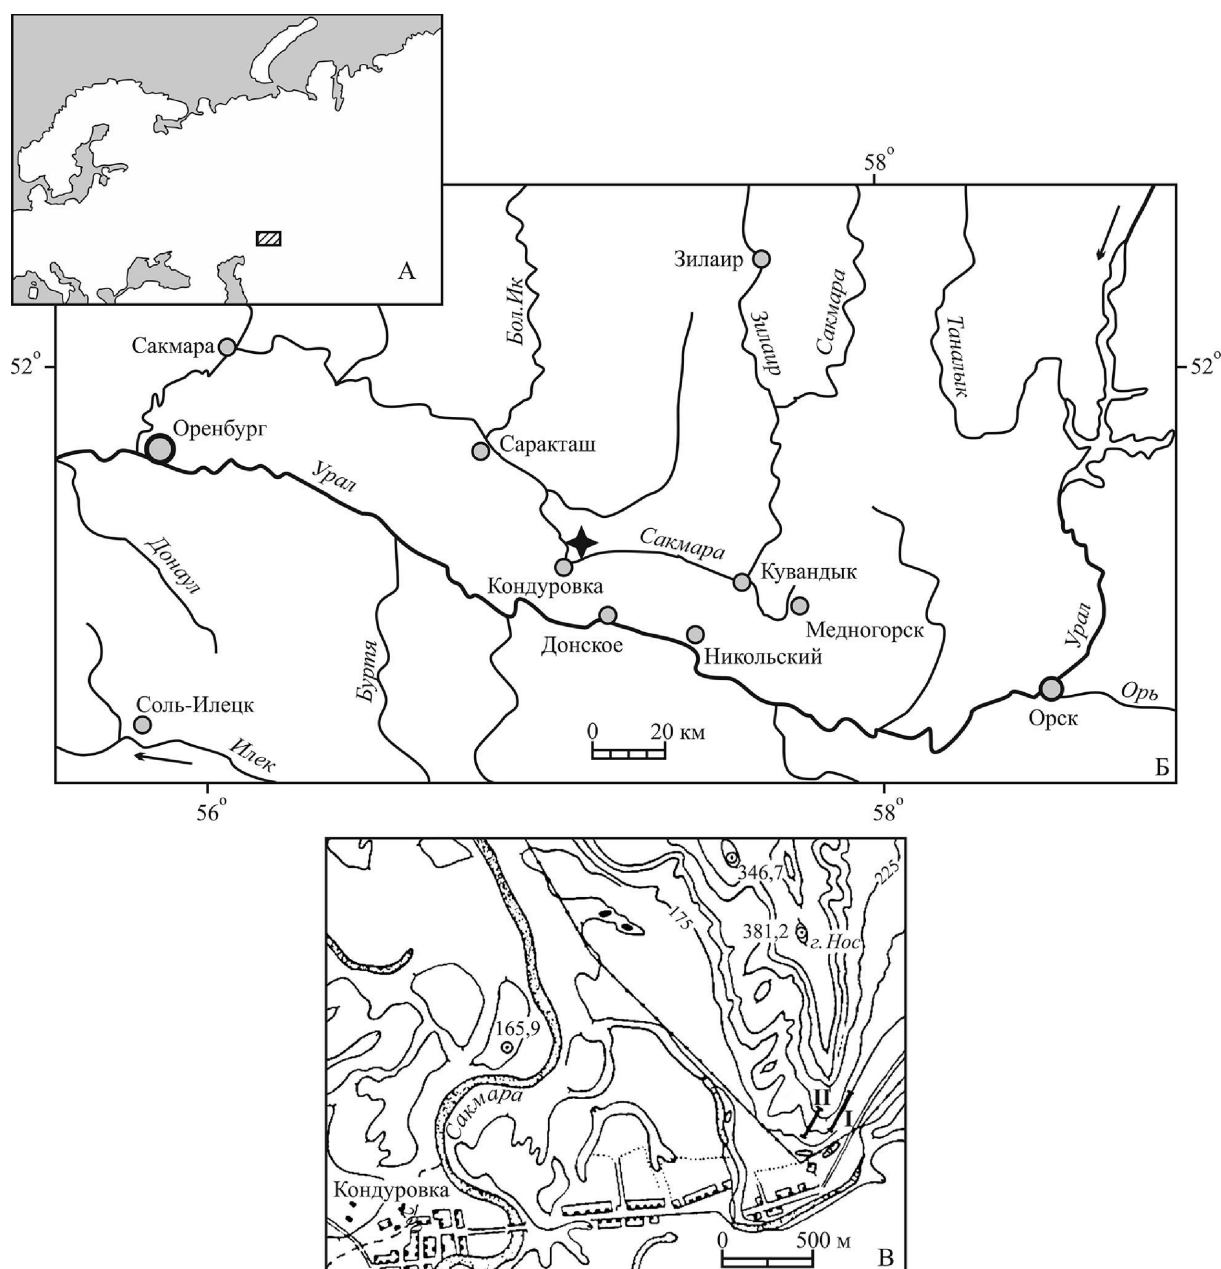 А
58°
Зилаир
Бол.Ик
Зилаир
Сакмара
Таналык
Сакмара
52°
52°
Оренбург
Саракташ
Урал
Сакмара
Донаул
Кондуровка
Кувандык
Медногорск
Донское
Никольский
Урал
Буртя
Соль-Илецк
Орь
Орск
0 20 км
Илек
Б
56°
58°
346,7
225
175
381,2
г. Нос
165,9
Сакмара
II
I
Кондуровка
0 500 м
В